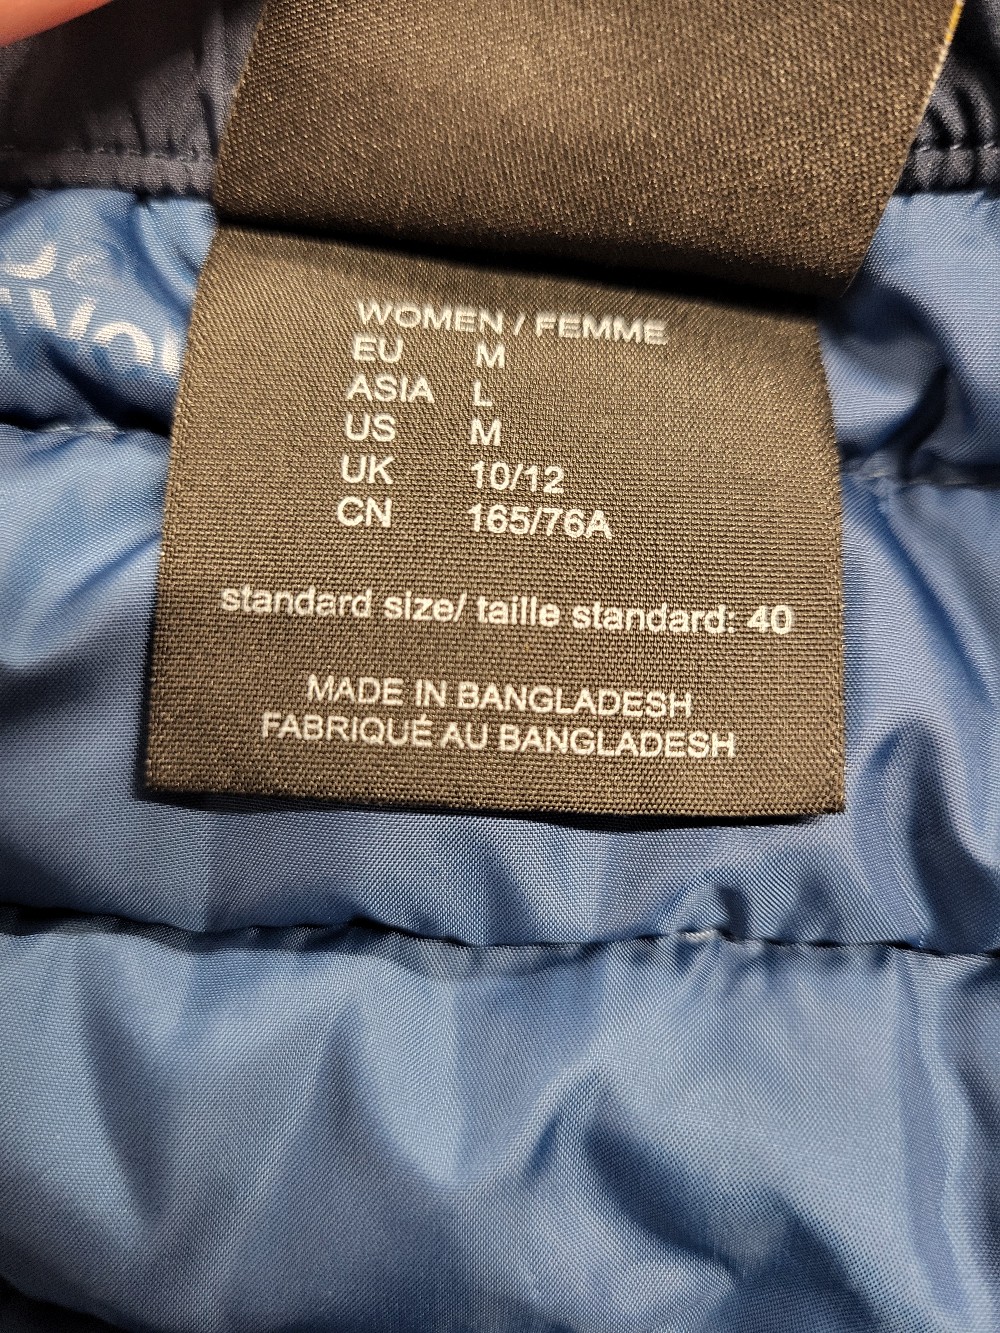 WOMEN / FEMME
EU M
ASIA L
US M
UK 10/12
CN 165/76A
standard size/ taille standard: 40
MADE IN BANGLADESH
FABRIQUÉ AU BANGLADESH